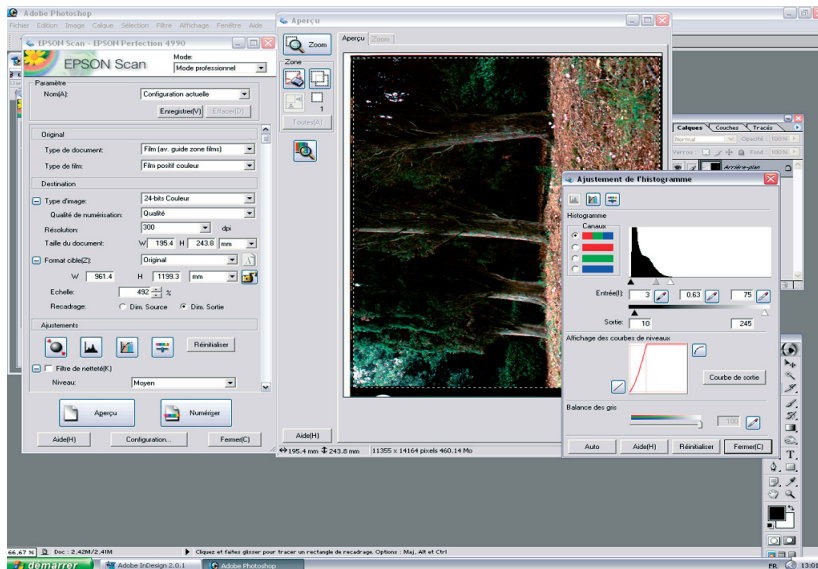 Adobe Photoshop
Fichier Edition Image Calque Sélection Filtre Affichage Fenêtre Aide
EPSON Scan - EPSON Perfection 4990
EPSON Scan
Mode:
Mode professionnel
Paramètre
Nom(A):
Configuration actuelle
Enregistrer(V)
Effacer(D)
Original
Type de document:
Film (av. guide zone films)
Type de film:
Film positif couleur
Destination
Type d'image:
24-bits Couleur
Qualité de numérisation:
Qualité
Résolution:
300
dpi
Taille du document:
W 195.4 H 243.8 mm
Format cible(Z):
Original
W 961.4 H 1199.3 mm
Echelle:
492 %
Recadrage:
Dim. Source
Dim. Sortie
Ajustements
Réinitialiser
Filtre de netteté(K)
Niveau:
Moyen
Aperçu
Numériser
Aide(H)
Configuration...
Fermer(C)
Aperçu
Zoom
Zone
1
Toutes(A)
Aide(H)
Aperçu
Zoom
195.4 mm 243.8 mm
11355 x 14164 pixels 460.14 Mo
Calques
Couches
Tracés
Normal
Opacité : 100%
Verrou :
Fond : 100%
Arrière-plan
Ajustement de l'histogramme
Histogramme
Canaux
Entrée(I):
3
0.63
75
Sortie:
10
245
Affichage des courbes de niveaux
Courbe de sortie
Balance des gris
100
Auto
Aide(H)
Réinitialiser
Fermer(C)
66,67 %
Doc : 2,42M/2,41M
Cliquez et faites glisser pour tracer un rectangle de recadrage. Options : Maj, Alt et Ctrl
démarrer
Adobe InDesign 2.0.1
Adobe Photoshop
FR
13:01